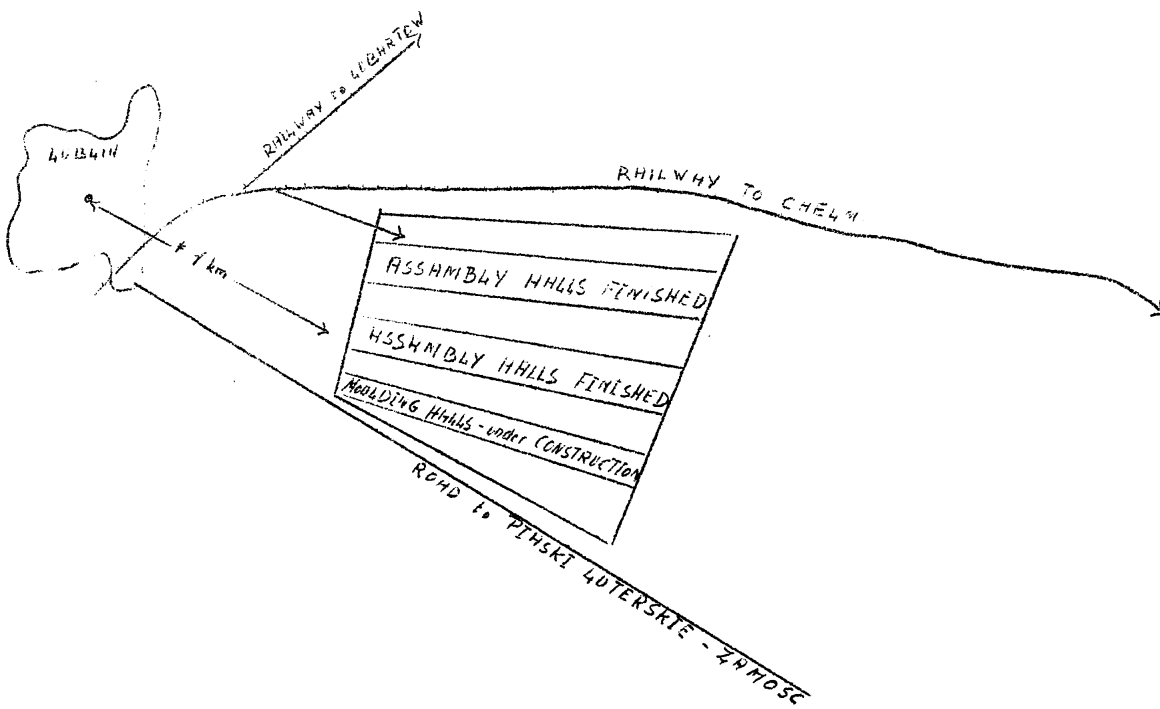 RAILWAY TO LUBARTOW
LUBLIN
RAILWAY TO CHELM
km
ASSAMBLY HALLS FINISHED
ASSAMBLY HALLS FINISHED
MOULDING HALLS - under CONSTRUCTION
ROAD to PIASKI LUTERSKIE - ZAMOSC